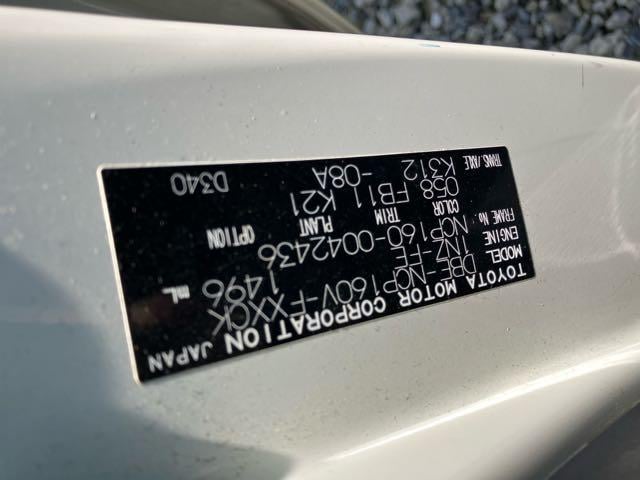 TOYOTA MOTOR CORPORATION JAPAN
MODEL DBE-NCP160V-FXXCK
ENGINE 1NZ-FE 1496 mL
FRAME No. NCP160-0042436
COLOR TRIM PLANT OPTION
058 FB11 K21 D340
TRANS/AXLE
K312 -08A